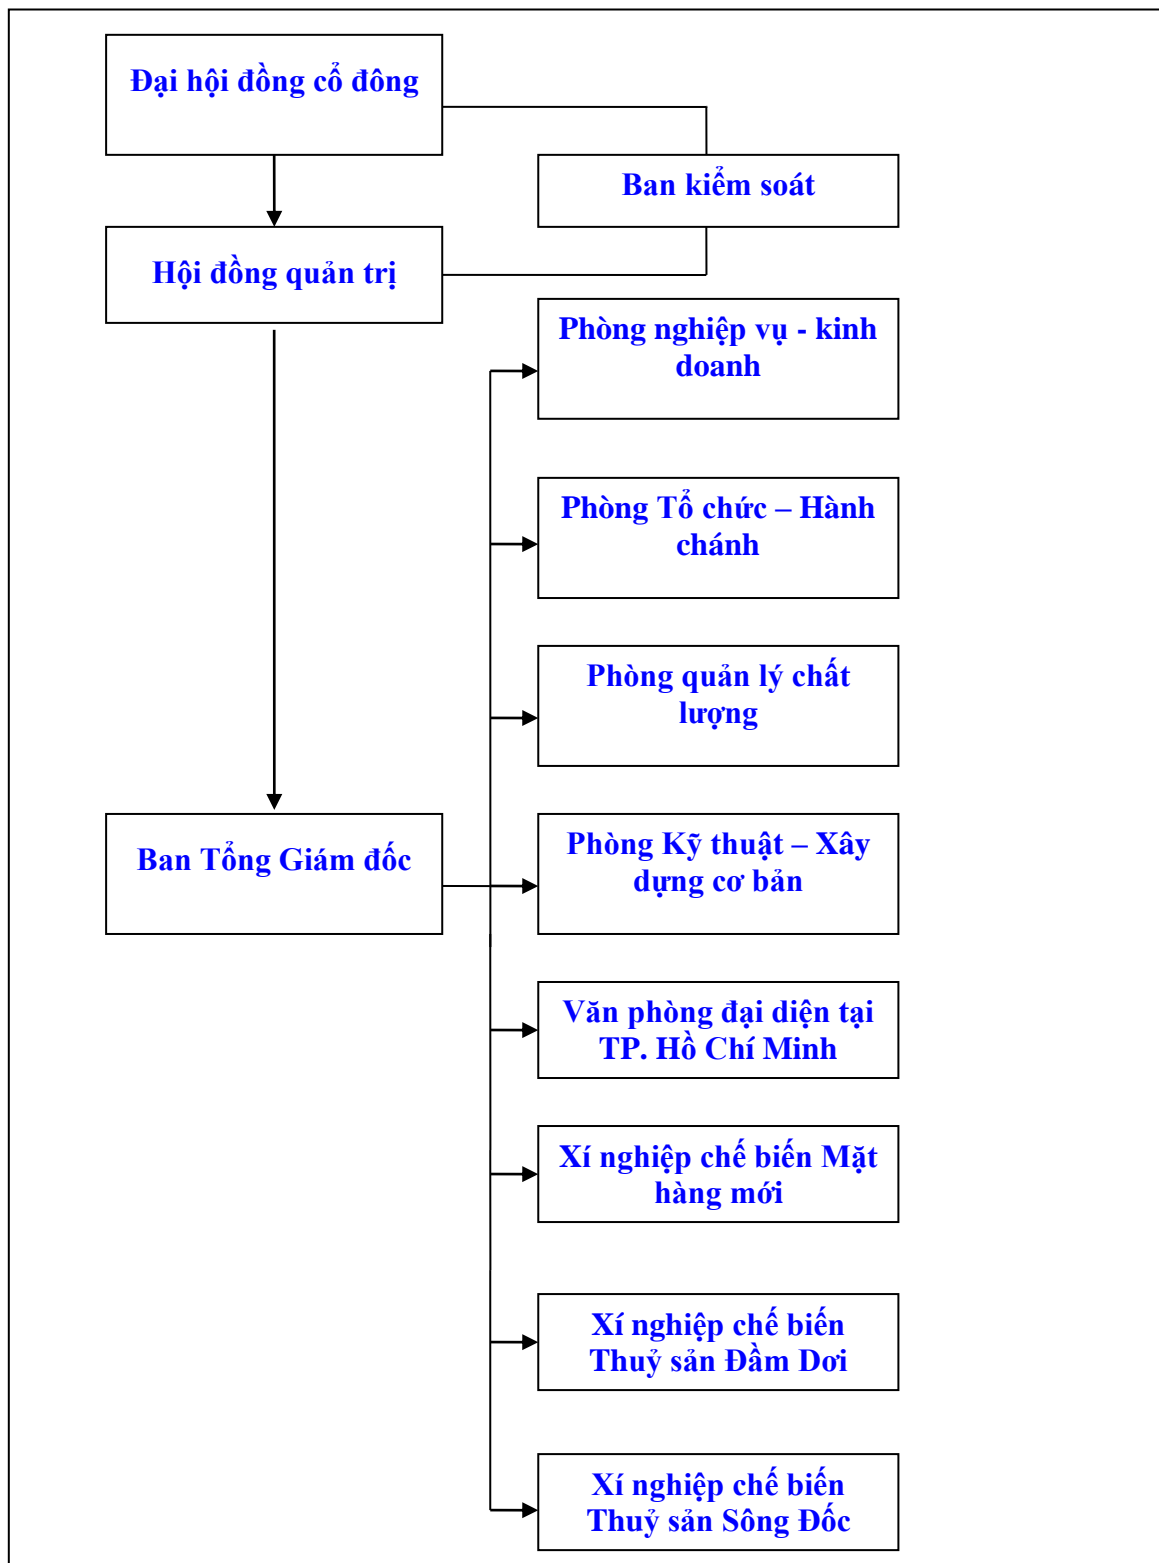 Đại hội đồng cổ đông
Ban kiểm soát
Hội đồng quản trị
Phòng nghiệp vụ - kinh
doanh
Phòng Tổ chức – Hành
chánh
Phòng quản lý chất
lượng
Ban Tổng Giám đốc
Phòng Kỹ thuật – Xây
dựng cơ bản
Văn phòng đại diện tại
TP. Hồ Chí Minh
Xí nghiệp chế biến Mặt
hàng mới
Xí nghiệp chế biến
Thuỷ sản Đầm Dơi
Xí nghiệp chế biến
Thuỷ sản Sông Đốc